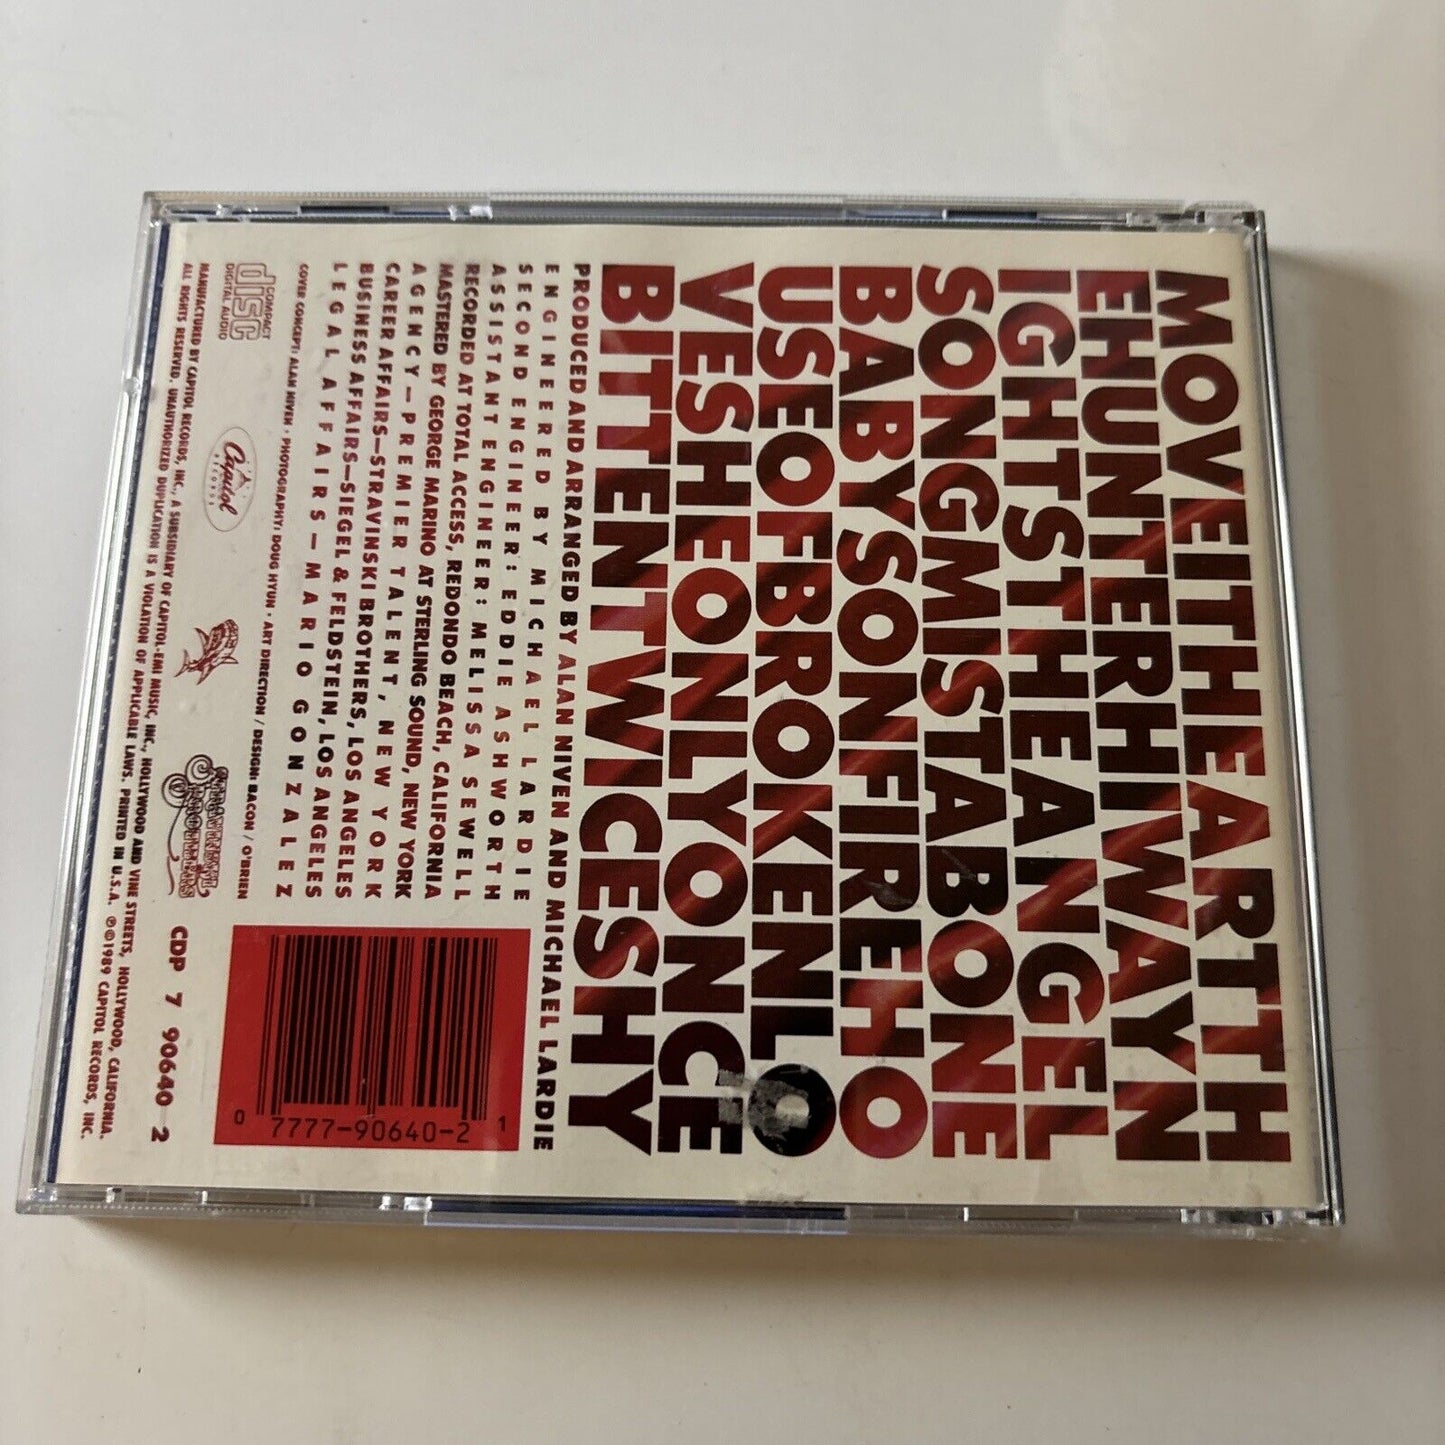 MOVEITHEARTTH
EHUNTERHIWAYN
IGHTSTHEANGEL
SONGMISTABONE
BABYSONFIREHO
USEOFBROKENLO
VESHEONLYONCE
BITTENTWICESHY
PRODUCED AND ARRANGED BY ALAN NIVEN AND MICHAEL LARDIE
ENGINEERED BY MICHAEL LARDIE
SECOND ENGINEER: EDDIE ASHWORTH
ASSISTANT ENGINEER: MELISSA SEWELL
RECORDED AT TOTAL ACCESS, REDONDO BEACH, CALIFORNIA
MASTERED BY GEORGE MARINO AT STERLING SOUND, NEW YORK
AGENCY—PREMIER TALENT, NEW YORK
CAREER AFFAIRS—STRAVINSKI BROTHERS, LOS ANGELES
BUSINESS AFFAIRS—SIEGEL & FELDSTEIN, LOS ANGELES
LEGAL AFFAIRS—MARIO GONZALEZ
COVER CONCEPT: ALAN NIVEN · PHOTOGRAPHY: DOUG HYUN · ART DIRECTION / DESIGN: BACON / O'BRIEN
0 7777-90640-2 1
COMPACT
disc
DIGITAL AUDIO
Capitol
RECORDS
CDP 7 90640 2
MANUFACTURED BY CAPITOL RECORDS, INC., A SUBSIDIARY OF CAPITOL-EMI MUSIC, INC., HOLLYWOOD AND VINE STREETS, HOLLYWOOD, CALIFORNIA.
ALL RIGHTS RESERVED. UNAUTHORIZED DUPLICATION IS A VIOLATION OF APPLICABLE LAWS. PRINTED IN U.S.A. ℗©1989 CAPITOL RECORDS, INC.